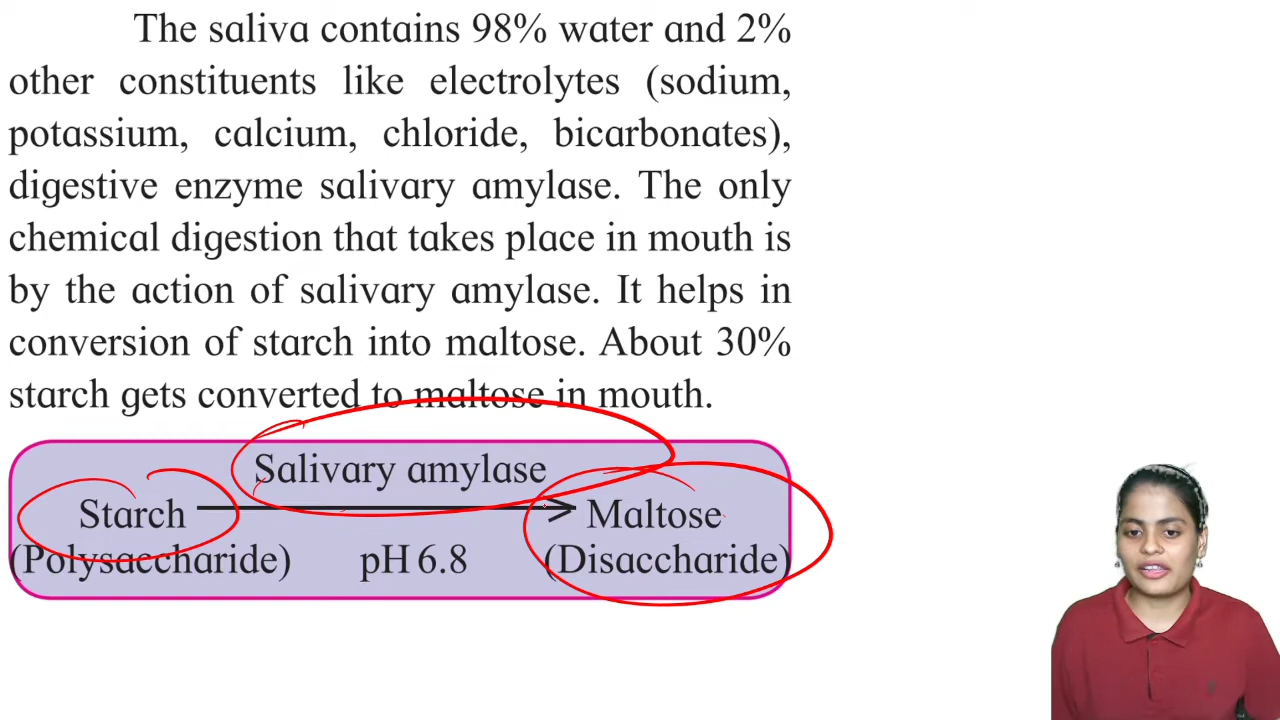 The saliva contains 98% water and 2%
other constituents like electrolytes (sodium,
potassium, calcium, chloride, bicarbonates),
digestive enzyme salivary amylase. The only
chemical digestion that takes place in mouth is
by the action of salivary amylase. It helps in
conversion of starch into maltose. About 30%
starch gets converted to maltose in mouth.
Salivary amylase
Starch Maltose
(Polysaccharide) pH 6.8 (Disaccharide)